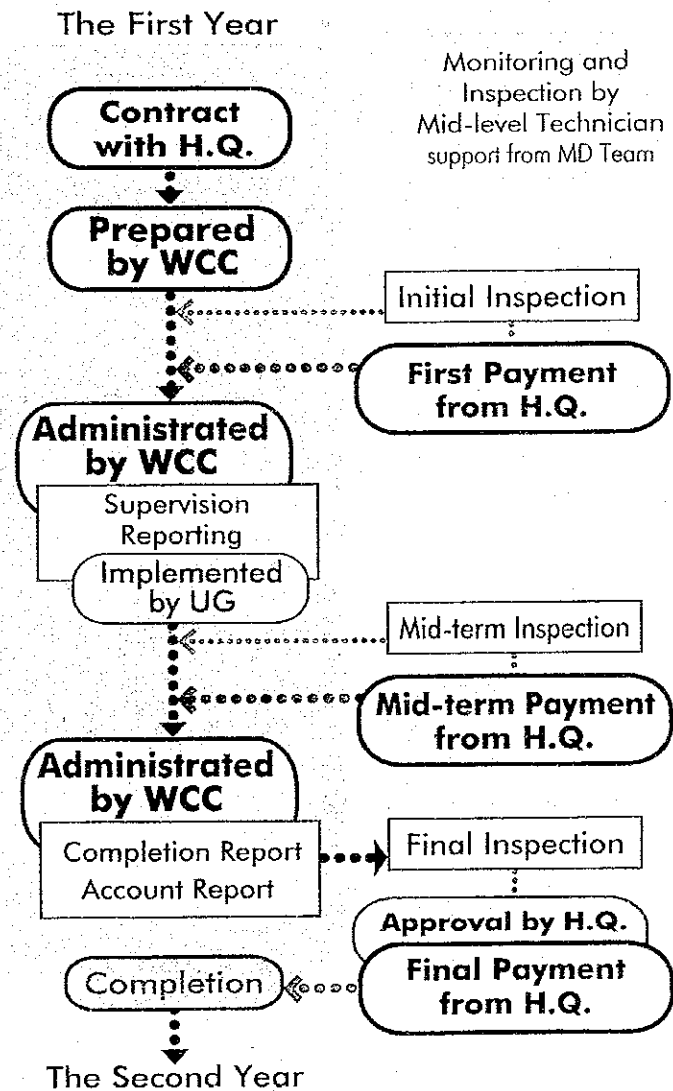 The First Year
Monitoring and
Inspection by
Mid-level Technician
support from MD Team
Contract
with H.Q.
Prepared
by WCC
Initial Inspection
First Payment
from H.Q.
Administrated
by WCC
Supervision
Reporting
Implemented
by UG
Mid-term Inspection
Mid-term Payment
from H.Q.
Administrated
by WCC
Completion Report
Account Report
Final Inspection
Approval by H.Q.
Final Payment
from H.Q.
Completion
The Second Year